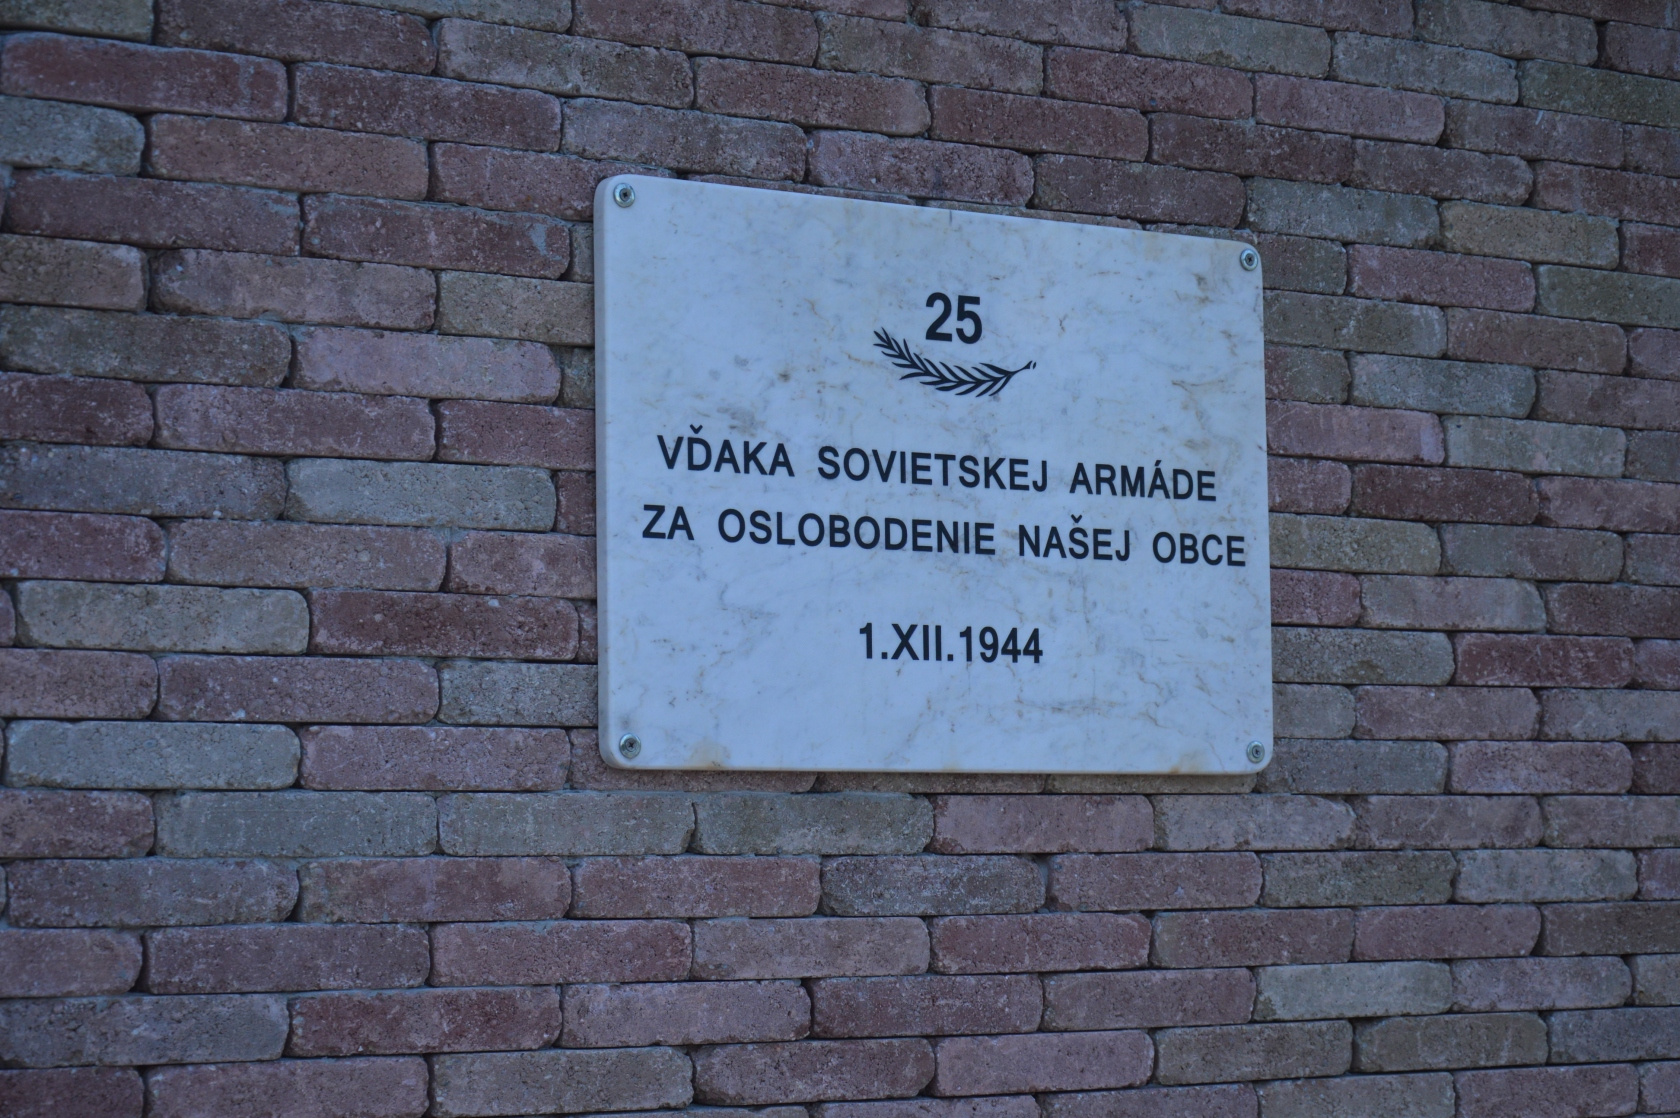 25
VĎAKA SOVIETSKEJ ARMÁDE
ZA OSLOBODENIE NAŠEJ OBCE
1.XII.1944